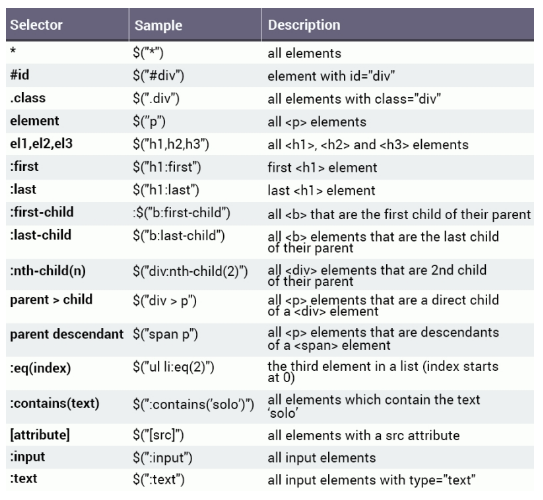 Selector Sample Description
* $("*") all elements
#id $("#div") element with id="div"
.class $(".div") all elements with class="div"
element $("p") all <p> elements
el1,el2,el3 $("h1,h2,h3") all <h1>, <h2> and <h3> elements
:first $("h1:first") first <h1> element
:last $("h1:last") last <h1> element
:first-child :$("b:first-child") all <b> that are the first child of their parent
:last-child $("b:last-child") all <b> elements that are the last child
of their parent
:nth-child(n) $("div:nth-child(2)") all <div> elements that are 2nd child
of their parent
parent > child $("div > p") all <p> elements that are a direct child
of a <div> element
parent descendant $("span p") all <p> elements that are descendants
of a <span> element
:eq(index) $("ul li:eq(2)") the third element in a list (index starts
at 0)
:contains(text) $(":contains('solo')") all elements which contain the text
'solo'
[attribute] $("[src]") all elements with a src attribute
:input $(":input") all input elements
:text $(":text") all input elements with type="text"